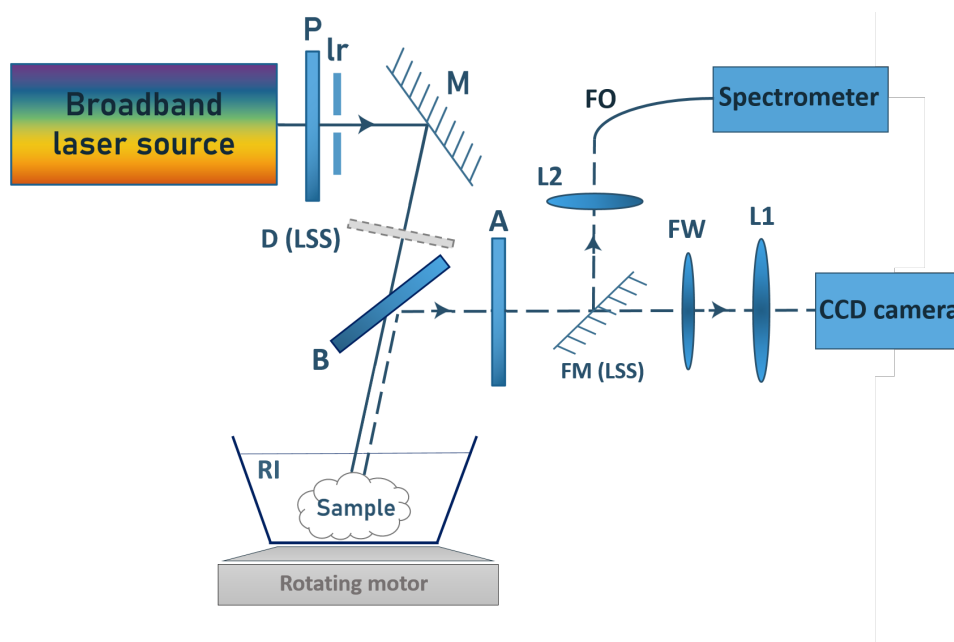 P
lr
M
Broadband
laser source
FO
Spectrometer
L2
D (LSS)
A
FW
L1
B
CCD camera
FM (LSS)
RI
Sample
Rotating motor